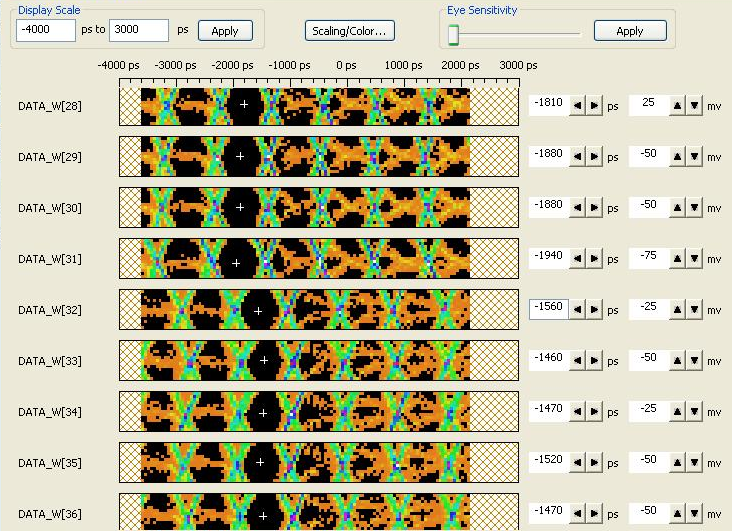 Display Scale Eye Sensitivity
-4000 ps to 3000 ps Apply Scaling/Color... Apply
-4000 ps -3000 ps -2000 ps -1000 ps 0 ps 1000 ps 2000 ps 3000 ps
DATA_W[28] -1810 ps 25 mv
DATA_W[29] -1880 ps -50 mv
DATA_W[30] -1880 ps -50 mv
DATA_W[31] -1940 ps -75 mv
DATA_W[32] -1560 ps -25 mv
DATA_W[33] -1460 ps -50 mv
DATA_W[34] -1470 ps -25 mv
DATA_W[35] -1520 ps -50 mv
DATA_W[36] -1470 ps -50 mv